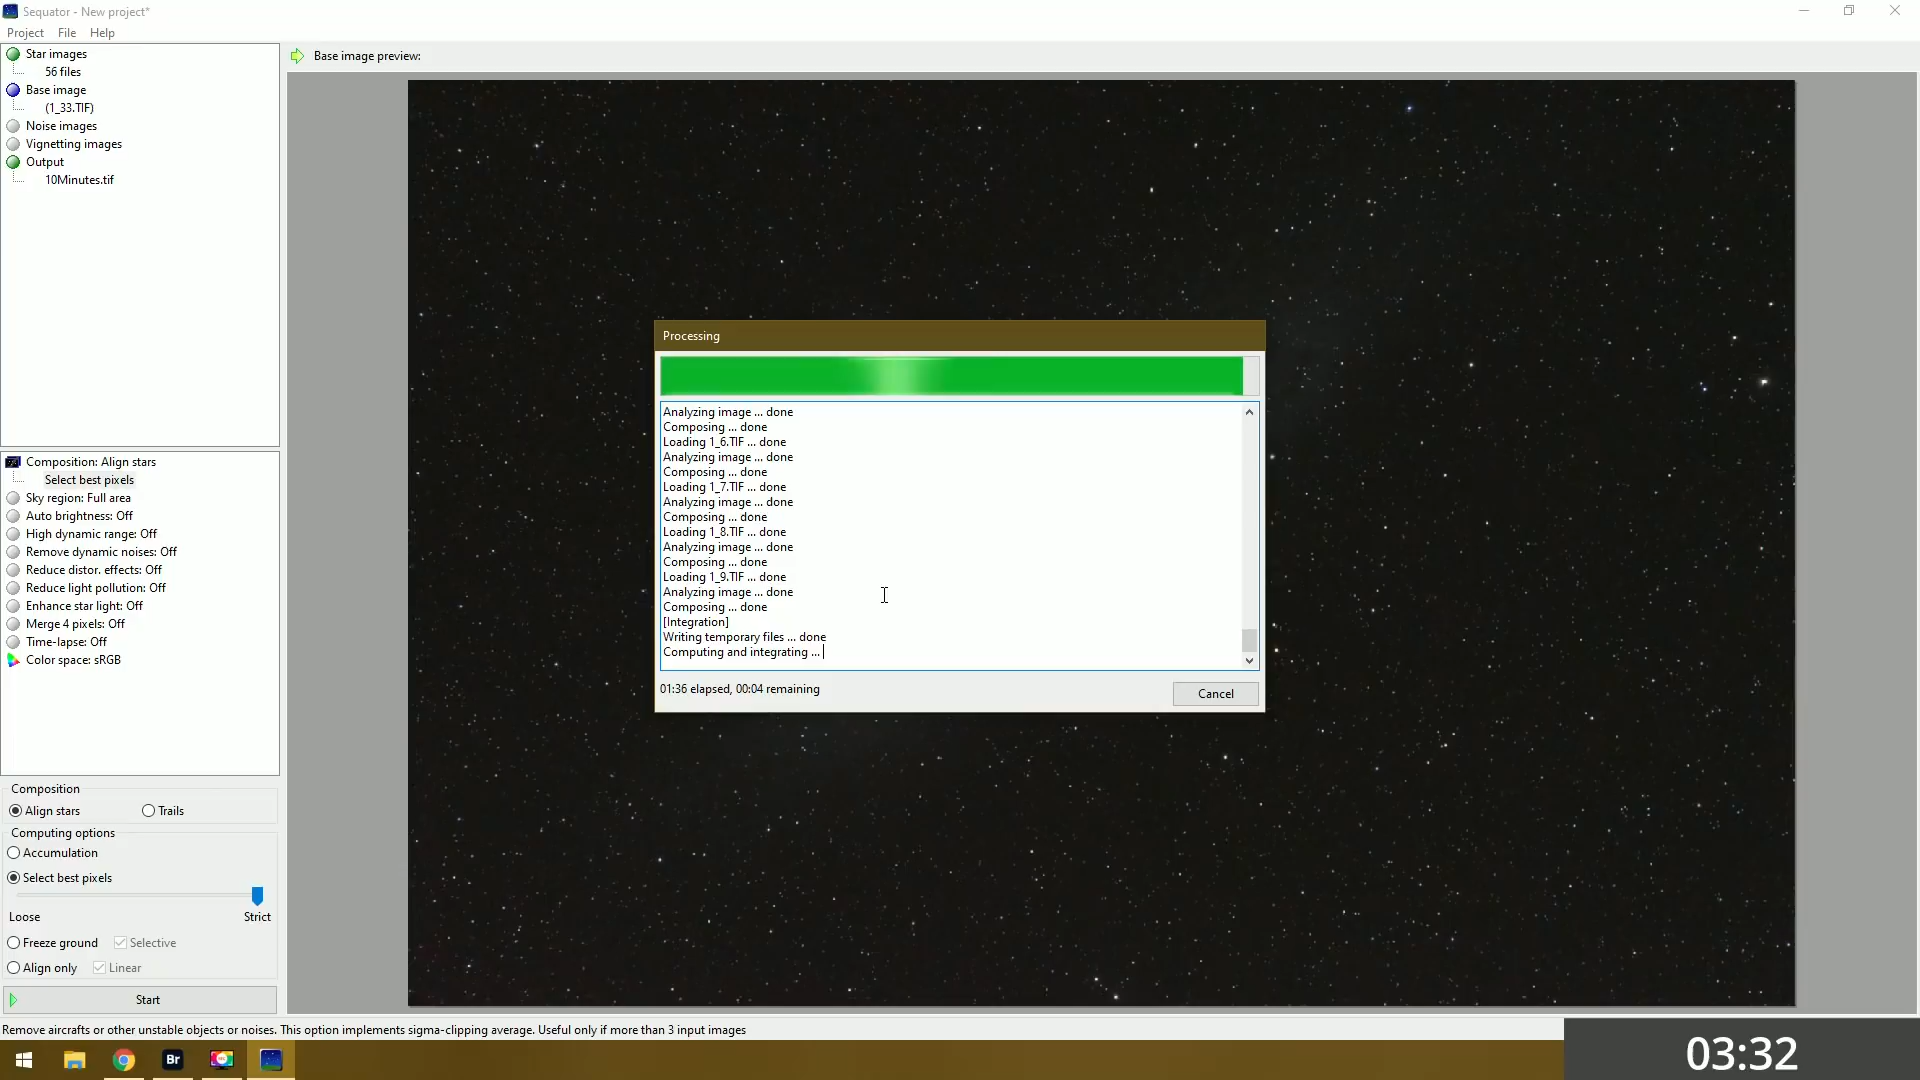 Sequator - New project*
Project File Help
Star images
56 files
Base image
(1_33.TIF)
Noise images
Vignetting images
Output
10Minutes.tif
Base image preview:
Processing
Analyzing image ... done
Composing ... done
Loading 1_6.TIF ... done
Analyzing image ... done
Composing ... done
Loading 1_7.TIF ... done
Analyzing image ... done
Composing ... done
Loading 1_8.TIF ... done
Analyzing image ... done
Composing ... done
Loading 1_9.TIF ... done
Analyzing image ... done
Composing ... done
[Integration]
Writing temporary files ... done
Computing and integrating ...
01:36 elapsed, 00:04 remaining
Cancel
Composition: Align stars
Select best pixels
Sky region: Full area
Auto brightness: Off
High dynamic range: Off
Remove dynamic noises: Off
Reduce distor. effects: Off
Reduce light pollution: Off
Enhance star light: Off
Merge 4 pixels: Off
Time-lapse: Off
Color space: sRGB
Composition
Align stars Trails
Computing options
Accumulation
Select best pixels
Loose Strict
Freeze ground Selective
Align only Linear
Start
Remove aircrafts or other unstable objects or noises. This option implements sigma-clipping average. Useful only if more than 3 input images
Br
03:32